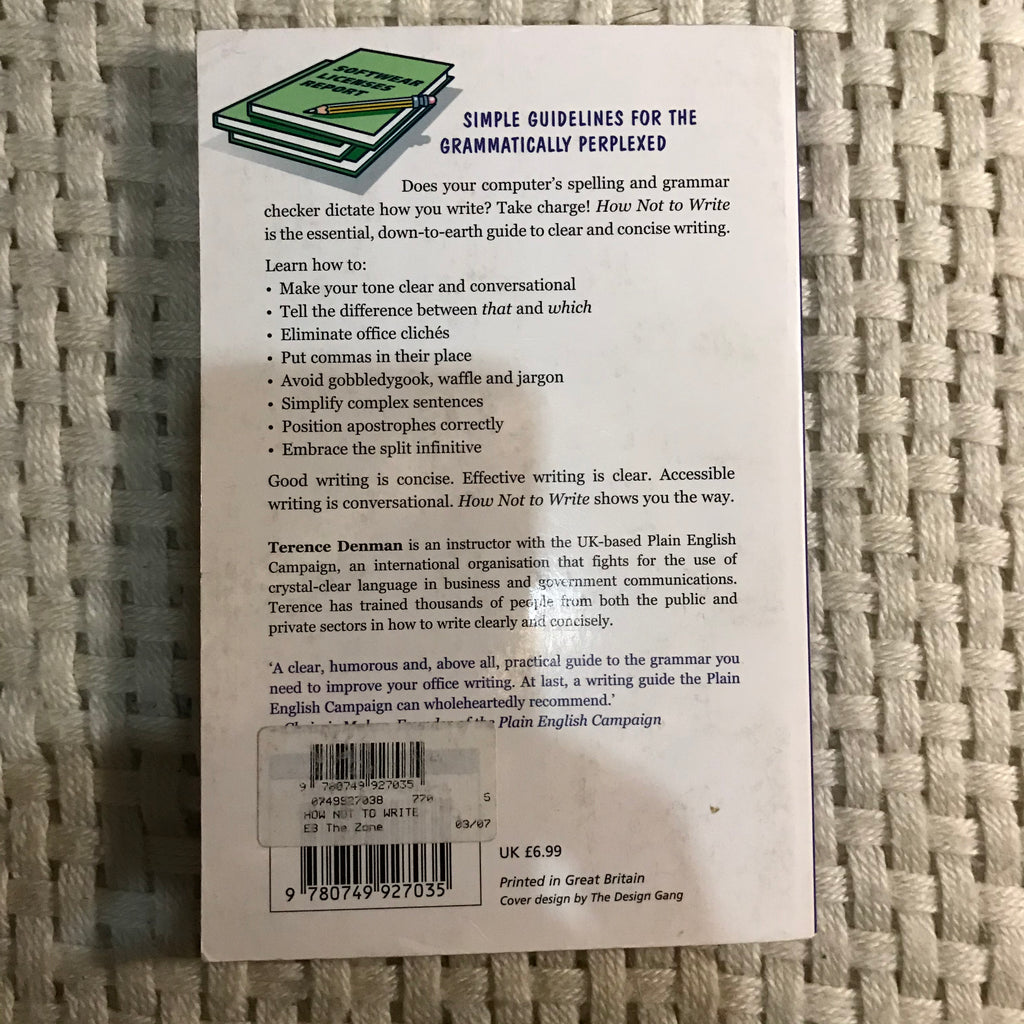 SOFTWEAR
LICENSES
REPORT
SIMPLE GUIDELINES FOR THE
GRAMMATICALLY PERPLEXED
Does your computer's spelling and grammar
checker dictate how you write? Take charge! How Not to Write
is the essential, down-to-earth guide to clear and concise writing.
Learn how to:
• Make your tone clear and conversational
• Tell the difference between that and which
• Eliminate office clichés
• Put commas in their place
• Avoid gobbledygook, waffle and jargon
• Simplify complex sentences
• Position apostrophes correctly
• Embrace the split infinitive
Good writing is concise. Effective writing is clear. Accessible
writing is conversational. How Not to Write shows you the way.
Terence Denman is an instructor with the UK-based Plain English
Campaign, an international organisation that fights for the use of
crystal-clear language in business and government communications.
Terence has trained thousands of people from both the public and
private sectors in how to write clearly and concisely.
'A clear, humorous and, above all, practical guide to the grammar you
need to improve your office writing. At last, a writing guide the Plain
English Campaign can wholeheartedly recommend.'
of the Plain English Campaign
9 780749 927035
0749927038 770 5
HOW NOT TO WRITE
E3 The Zone 03/07
9 780749 927035
UK £6.99
Printed in Great Britain
Cover design by The Design Gang